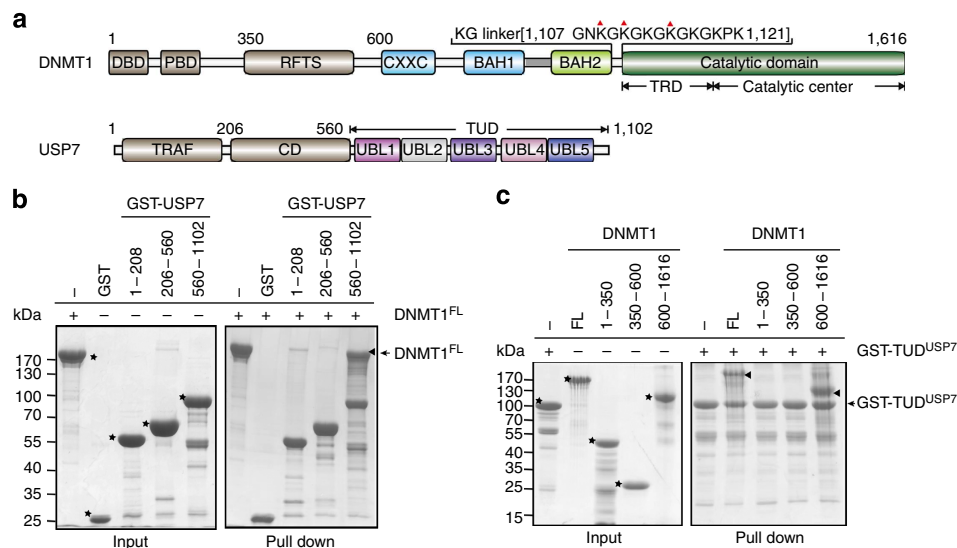 a
KG linker[1,107 GNKGKGKGKGKGKPK 1,121]
1 350 600 1,616
DNMT1 DBD PBD RFTS CXXC BAH1 BAH2 Catalytic domain
TRD Catalytic center
1 206 560 TUD 1,102
USP7 TRAF CD UBL1 UBL2 UBL3 UBL4 UBL5
b
GST-USP7 GST-USP7
– GST 1–208 206–560 560–1102 – GST 1–208 206–560 560–1102
kDa + – – – – + + + + + DNMT1FL
170
130
100
70
55
40
35
25
DNMT1FL
Input Pull down
c
DNMT1 DNMT1
– FL 1–350 350–600 600–1616 – FL 1–350 350–600 600–1616
kDa + – – – – + + + + + GST-TUDUSP7
170
130
100
70
55
40
35
25
15
GST-TUDUSP7
Input Pull down